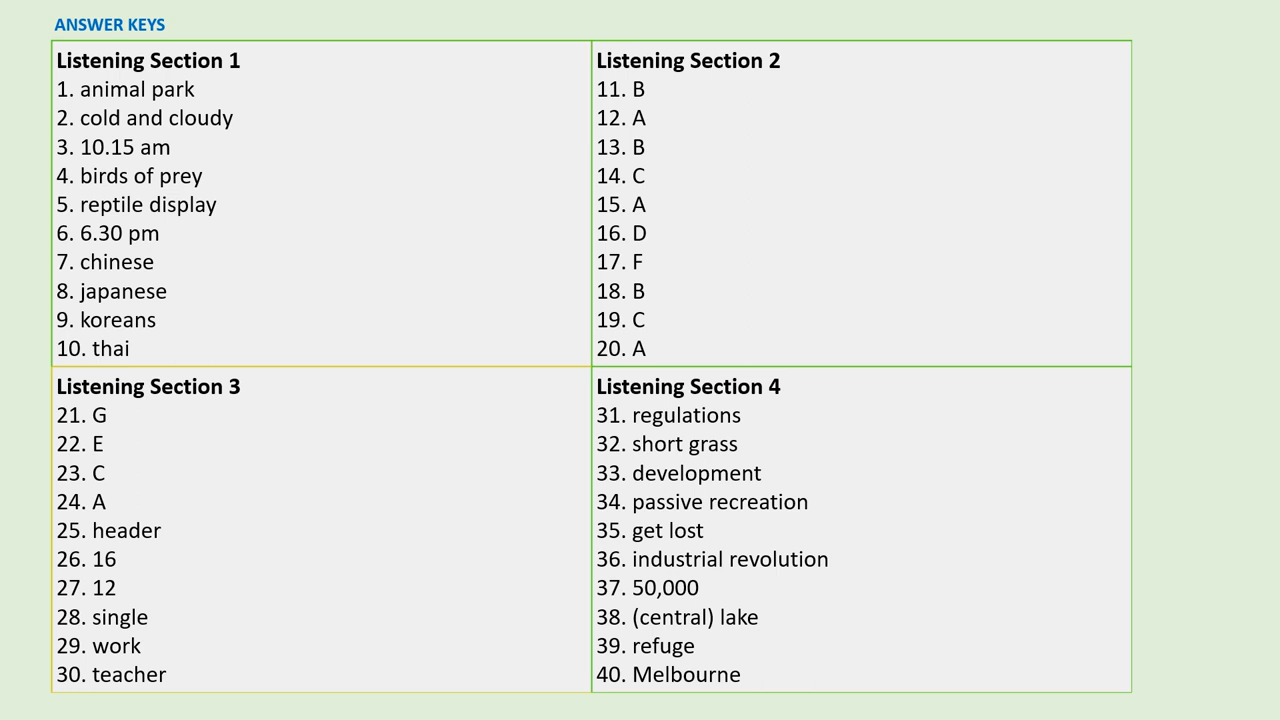 ANSWER KEYS
Listening Section 1
1. animal park
2. cold and cloudy
3. 10.15 am
4. birds of prey
5. reptile display
6. 6.30 pm
7. chinese
8. japanese
9. koreans
10. thai
Listening Section 2
11. B
12. A
13. B
14. C
15. A
16. D
17. F
18. B
19. C
20. A
Listening Section 3
21. G
22. E
23. C
24. A
25. header
26. 16
27. 12
28. single
29. work
30. teacher
Listening Section 4
31. regulations
32. short grass
33. development
34. passive recreation
35. get lost
36. industrial revolution
37. 50,000
38. (central) lake
39. refuge
40. Melbourne